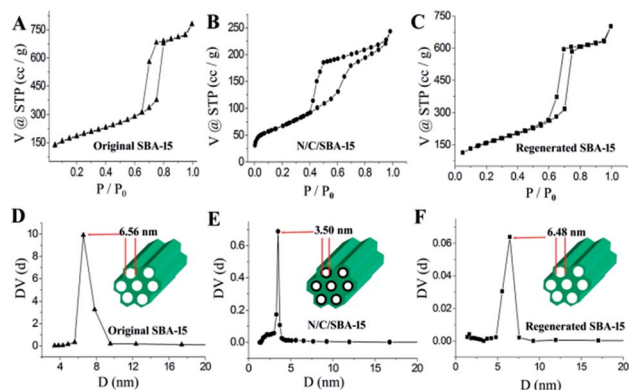 A
V @ STP (cc / g)
750
600
450
300
150
Original SBA-15
0.2 0.4 0.6 0.8 1.0
P / P0
B
V @ STP (cc / g)
250
200
150
100
50
0
N/C/SBA-15
0.0 0.2 0.4 0.6 0.8 1.0
P / P0
C
V @ STP (cc / g)
750
600
450
300
150
Regenerated SBA-15
0.0 0.2 0.4 0.6 0.8 1.0
P / P0
D
DV (d)
10
8
6
4
2
0
6.56 nm
Original SBA-15
4 8 12 16 20
D (nm)
E
DV (d)
0.6
0.4
0.2
0.0
3.50 nm
N/C/SBA-15
0 5 10 15 20
D (nm)
F
DV (d)
0.06
0.04
0.02
0.00
6.48 nm
Regenerated SBA-15
0 5 10 15 20
D (nm)